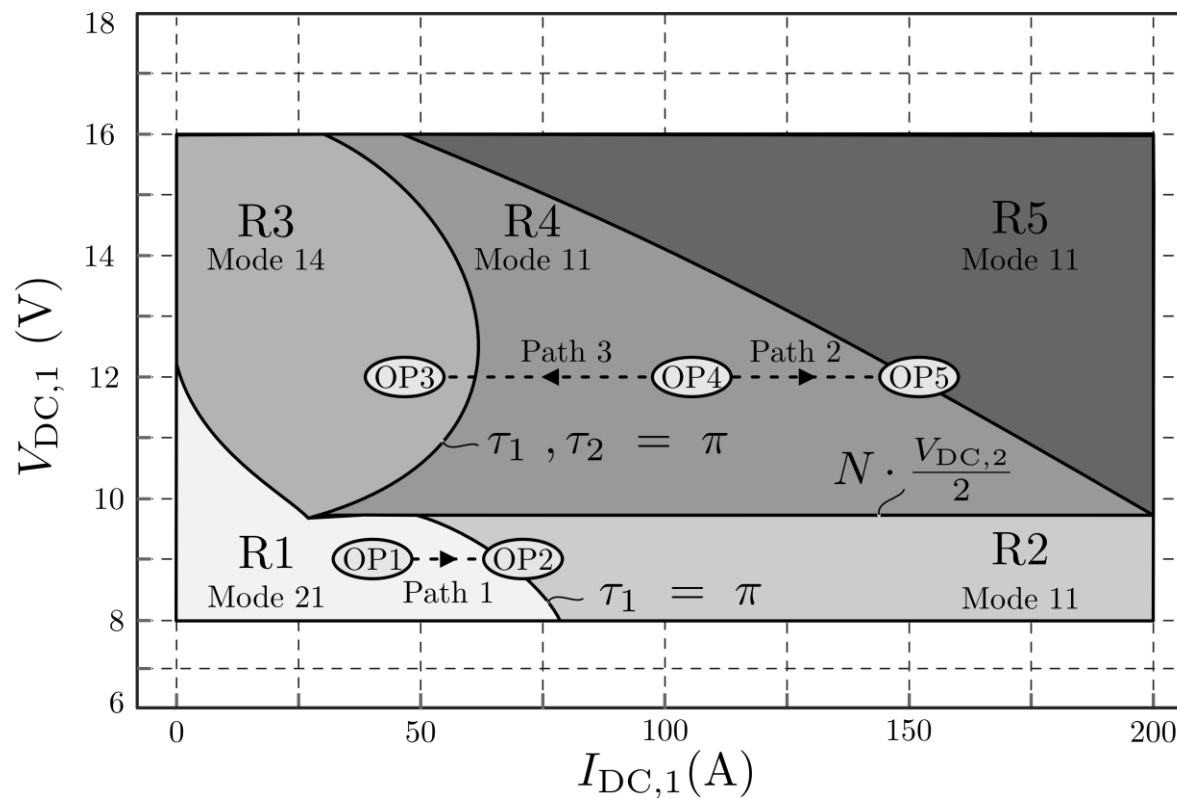 18
16
R3
R4
R5
Mode 14
Mode 11
Mode 11
14
V_DC,1 (V)
Path 3
Path 2
12
OP3
OP4
OP5
τ₁ , τ₂ = π
N · V_DC,2/2
10
R1
OP1
OP2
R2
Mode 21
Path 1
τ₁ = π
Mode 11
8
6
0
50
100
150
200
I_DC,1(A)